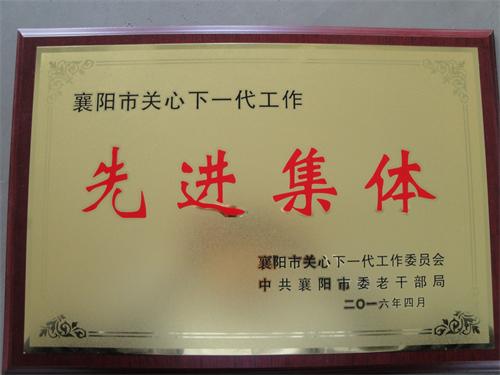 襄阳市关心下一代工作
先进集体
襄阳市关心下一代工作委员会
中共襄阳市委老干部局
二〇一六年四月